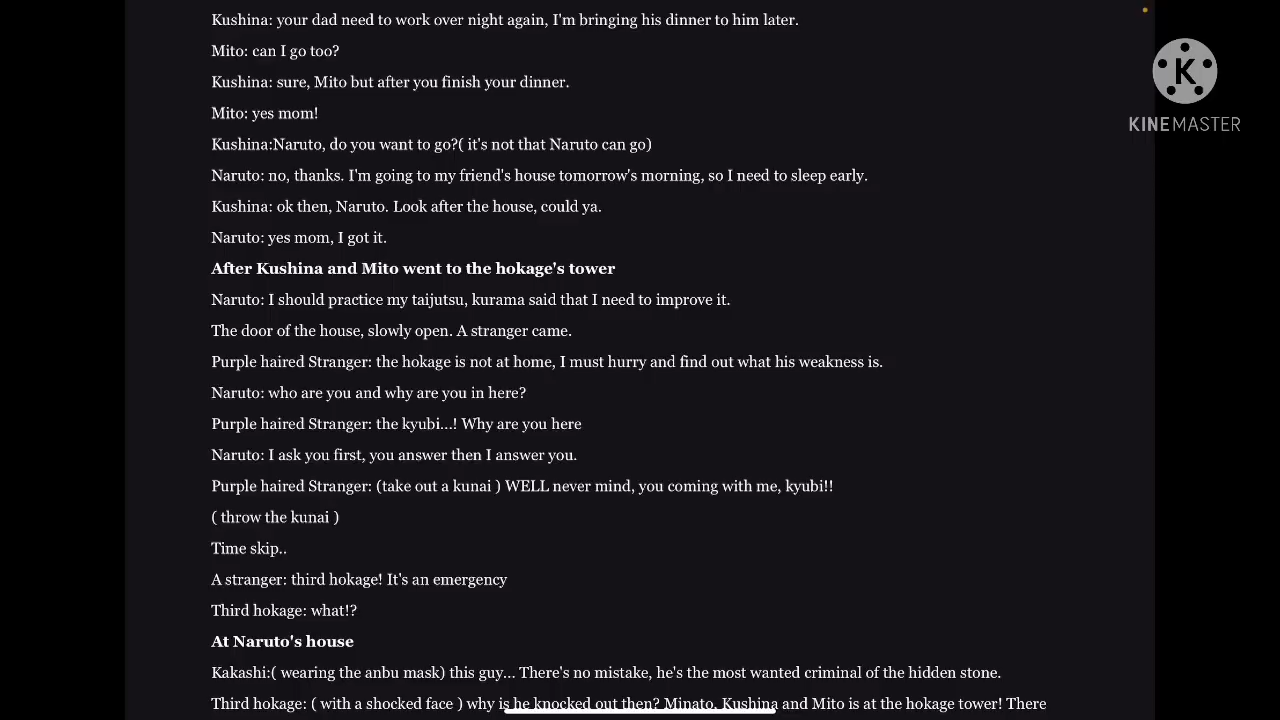 Kushina: your dad need to work over night again, I'm bringing his dinner to him later.
Mito: can I go too?
Kushina: sure, Mito but after you finish your dinner.
Mito: yes mom!
Kushina:Naruto, do you want to go?( it's not that Naruto can go)
Naruto: no, thanks. I'm going to my friend's house tomorrow's morning, so I need to sleep early.
Kushina: ok then, Naruto. Look after the house, could ya.
Naruto: yes mom, I got it.
After Kushina and Mito went to the hokage's tower
Naruto: I should practice my taijutsu, kurama said that I need to improve it.
The door of the house, slowly open. A stranger came.
Purple haired Stranger: the hokage is not at home, I must hurry and find out what his weakness is.
Naruto: who are you and why are you in here?
Purple haired Stranger: the kyubi...! Why are you here
Naruto: I ask you first, you answer then I answer you.
Purple haired Stranger: (take out a kunai ) WELL never mind, you coming with me, kyubi!!
( throw the kunai )
Time skip..
A stranger: third hokage! It's an emergency
Third hokage: what!?
At Naruto's house
Kakashi:( wearing the anbu mask) this guy... There's no mistake, he's the most wanted criminal of the hidden stone.
Third hokage: ( with a shocked face ) why is he knocked out then? Minato, Kushina and Mito is at the hokage tower! There
K
KINEMASTER